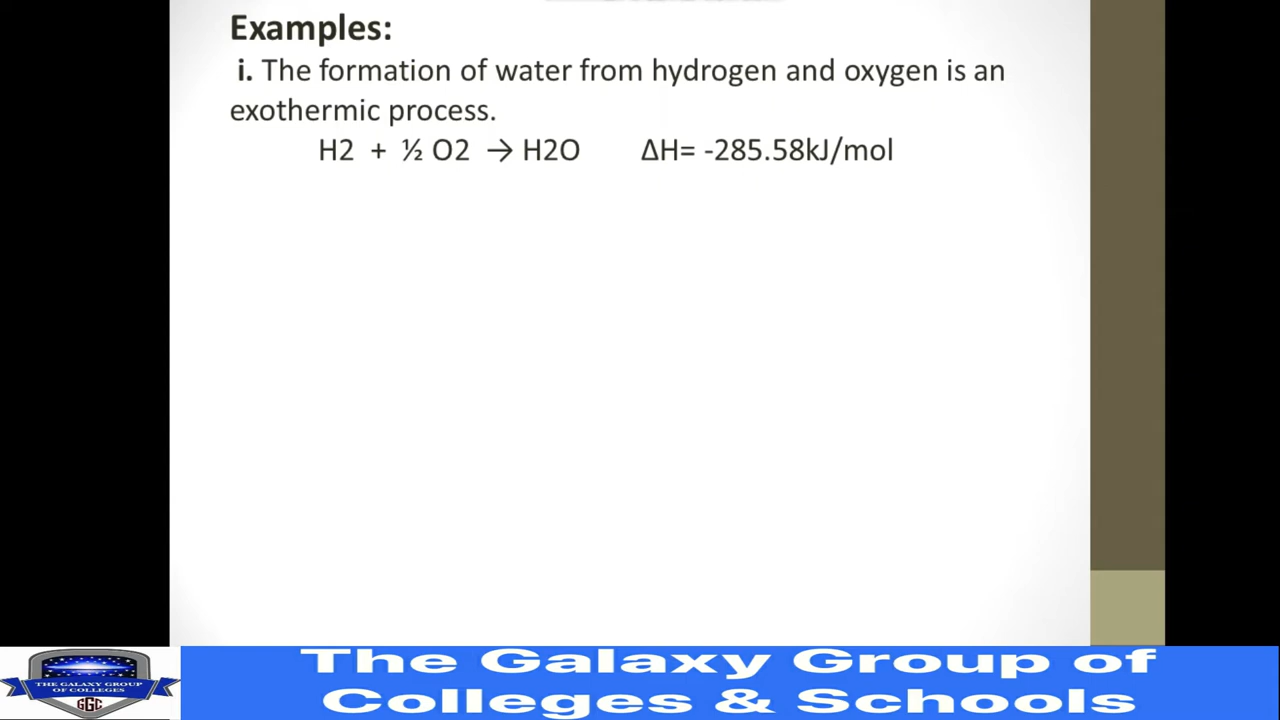 Examples:
i. The formation of water from hydrogen and oxygen is an
exothermic process.
H2 + ½ O2 → H2O ΔH= -285.58kJ/mol
THE GALAXY GROUP
OF COLLEGES
GGC
The Galaxy Group of
Colleges & Schools